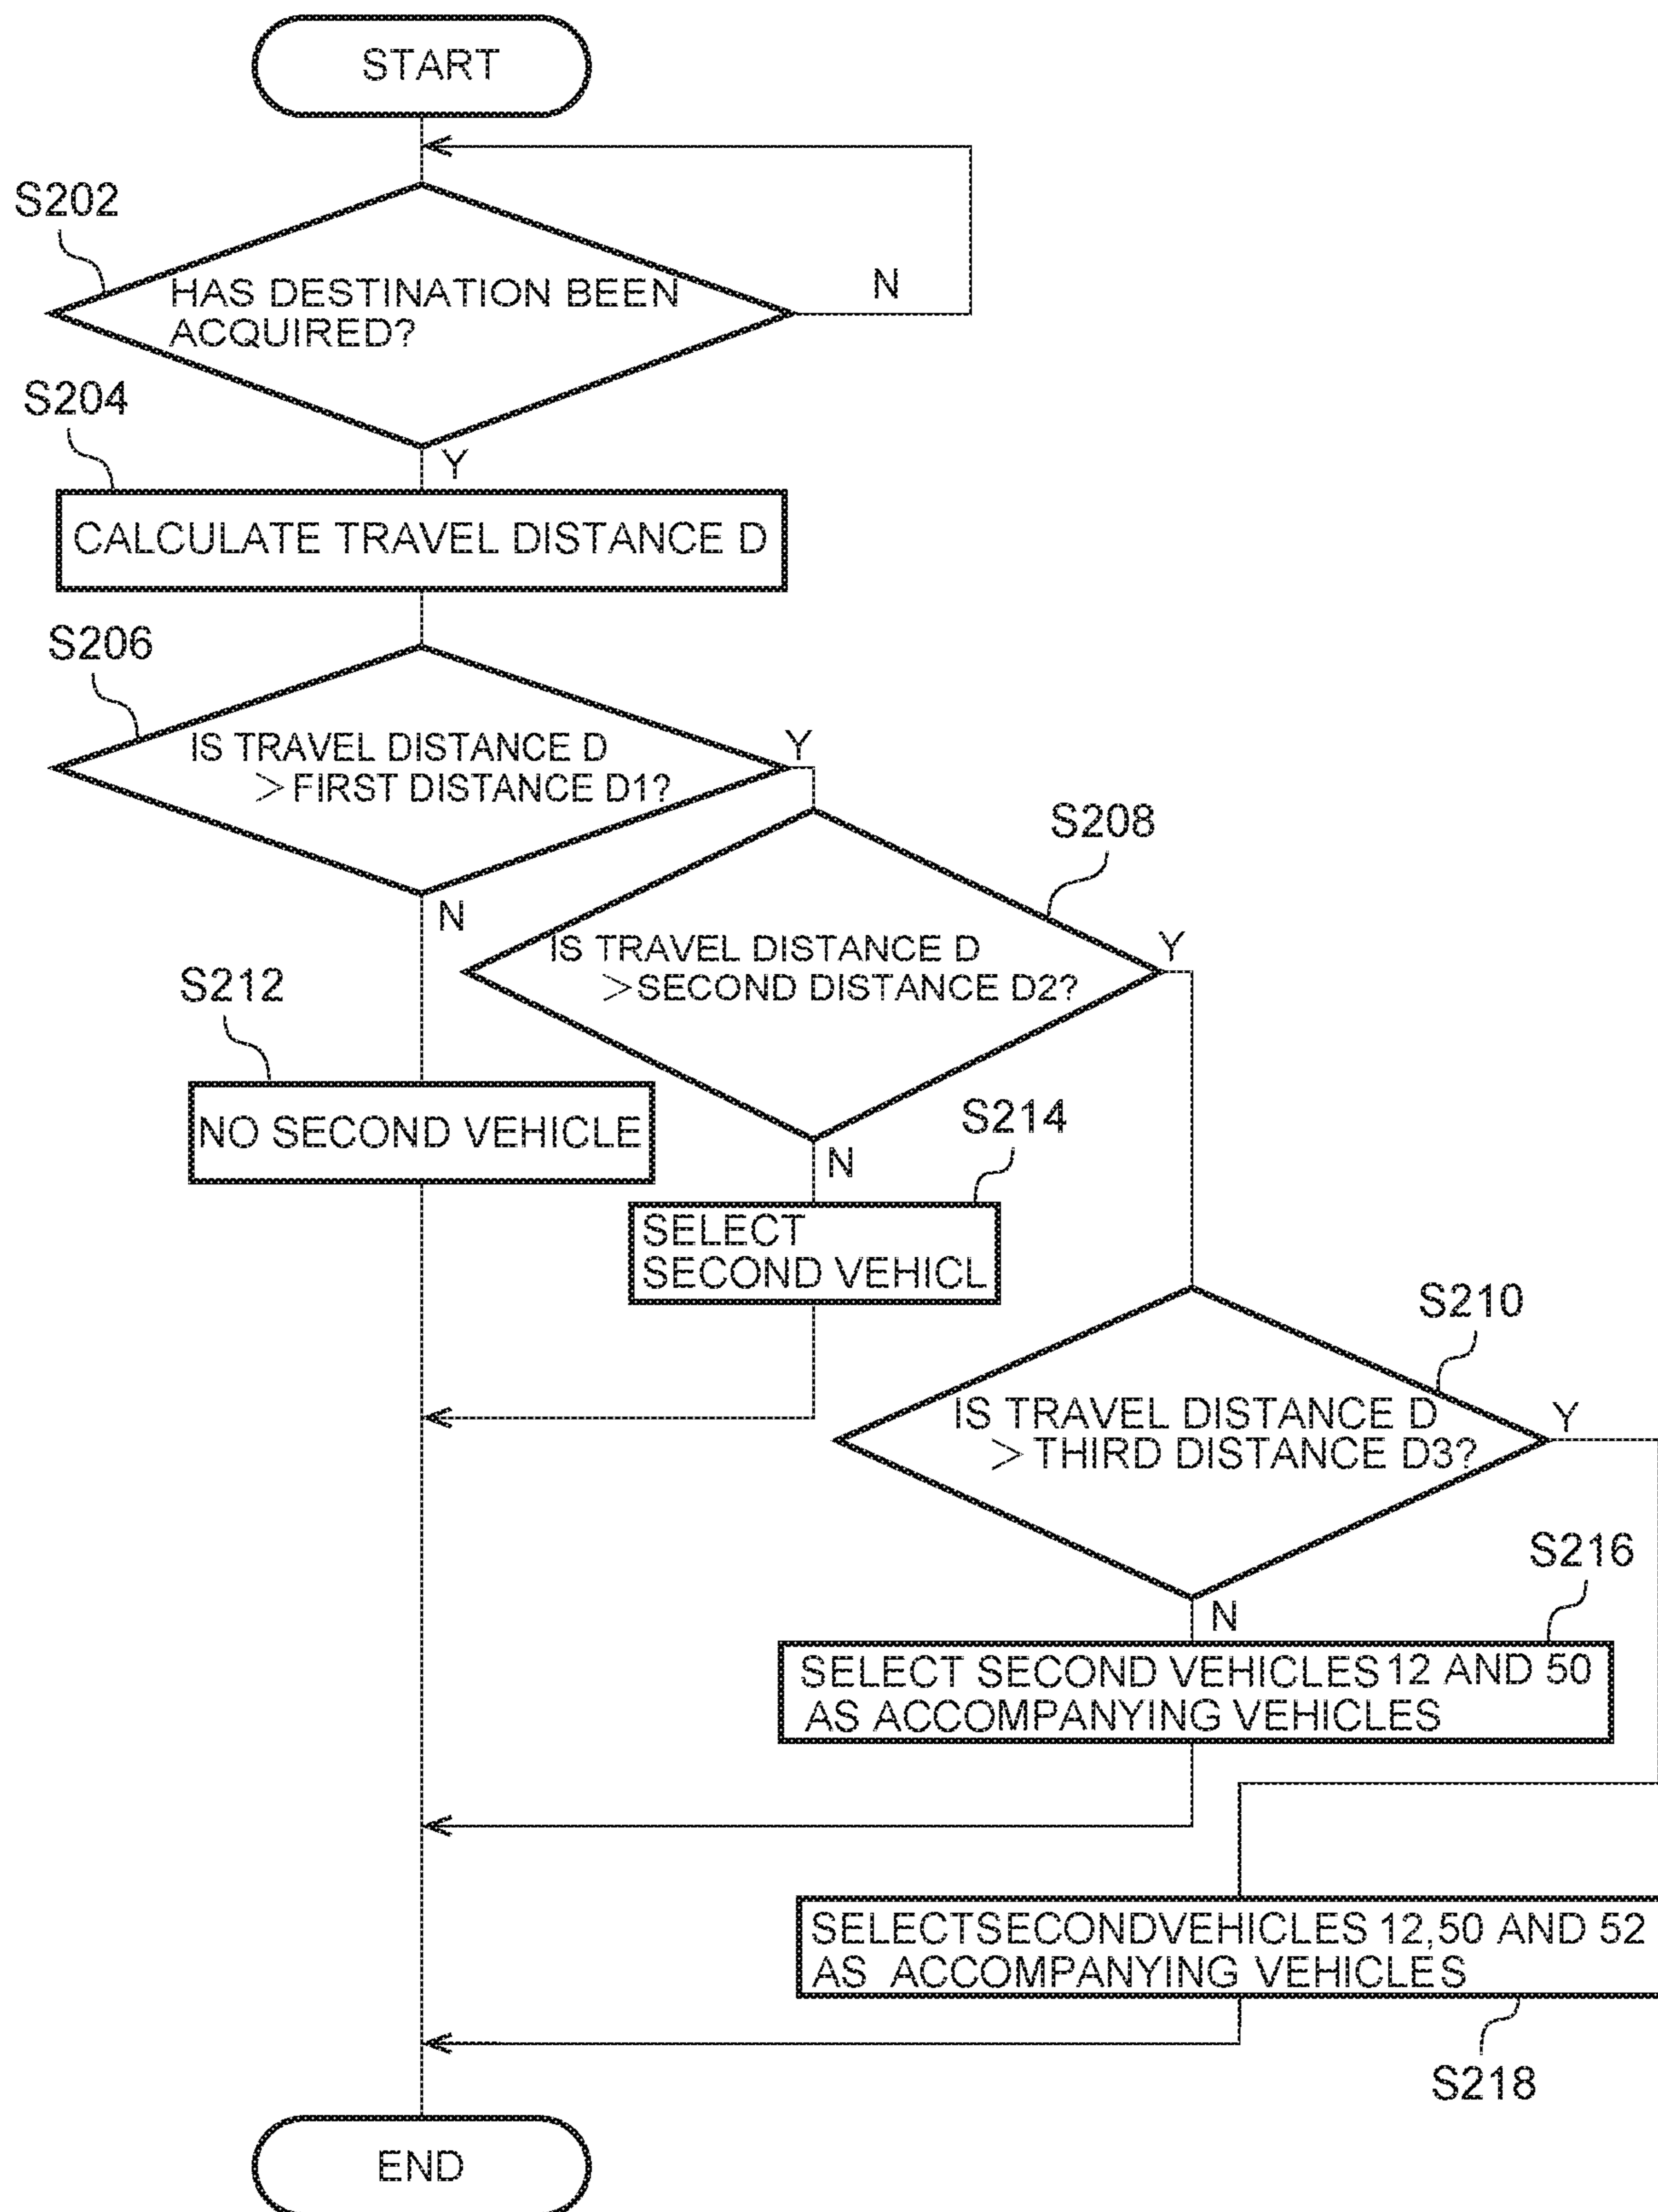 START
S202
HAS DESTINATION BEEN
ACQUIRED?
N
S204
Y
CALCULATE TRAVEL DISTANCE D
S206
IS TRAVEL DISTANCE D
>FIRST DISTANCE D1?
Y
N
S208
IS TRAVEL DISTANCE D
>SECOND DISTANCE D2?
Y
S212
NO SECOND VEHICLE
N
S214
SELECT
SECOND VEHICL
S210
IS TRAVEL DISTANCE D
> THIRD DISTANCE D3?
Y
N
S216
SELECT SECOND VEHICLES 12 AND 50
AS ACCOMPANYING VEHICLES
SELECTSECONDVEHICLES 12,50 AND 52
AS ACCOMPANYING VEHICLES
S218
END